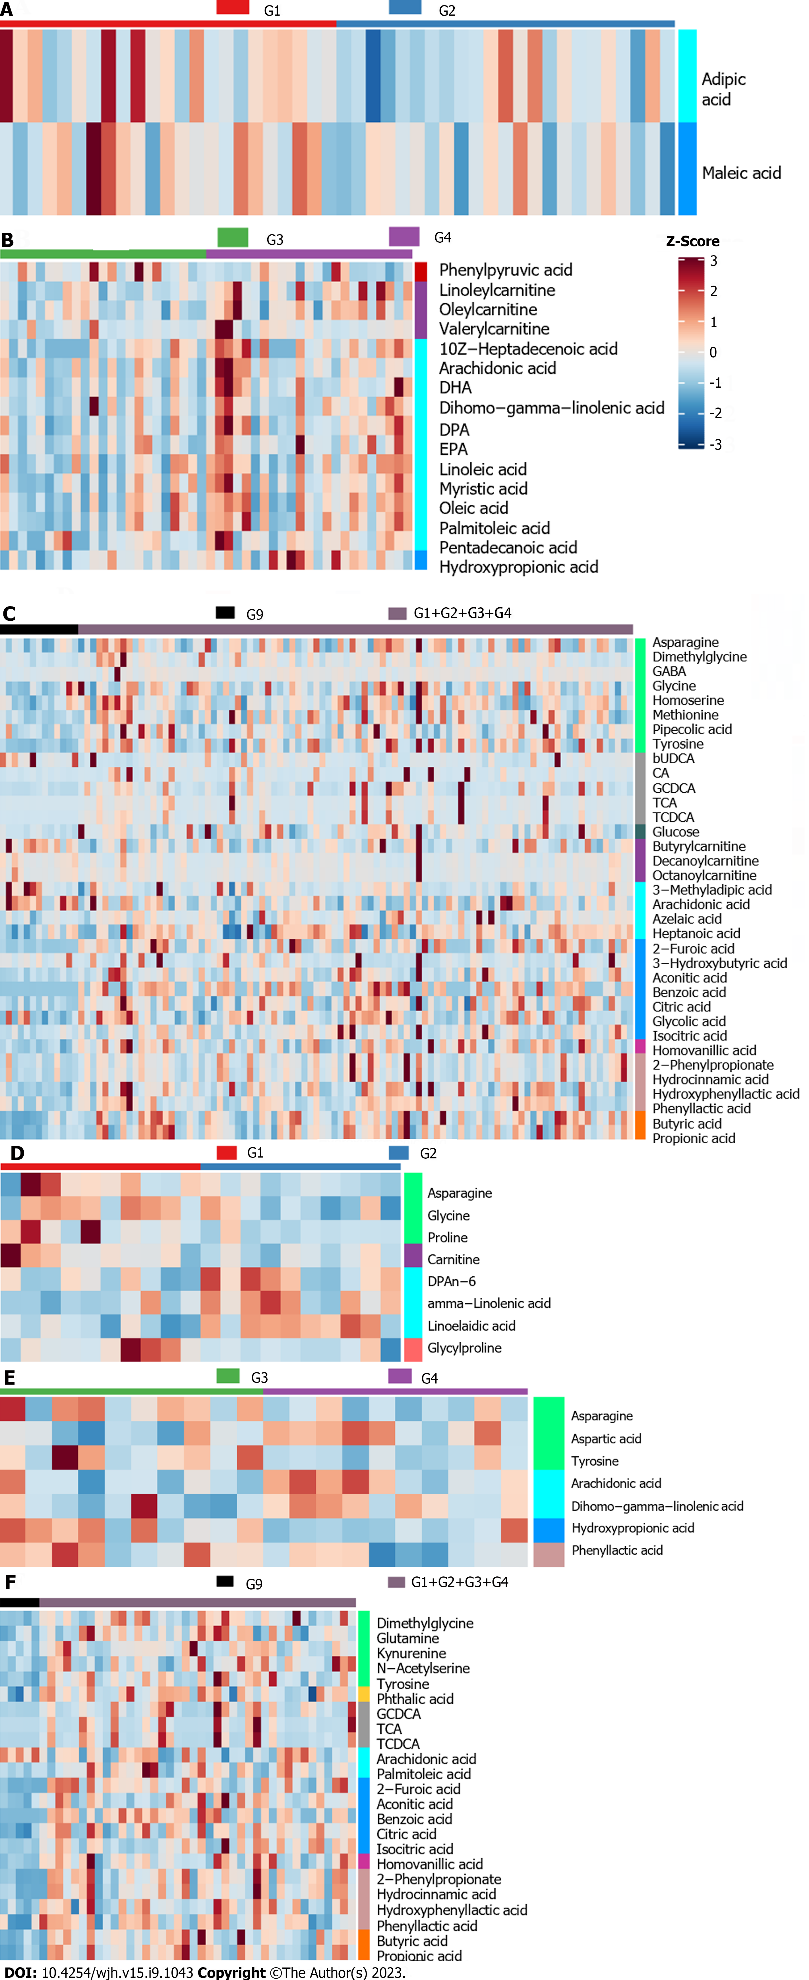 A
G1
G2
Adipic
acid
Maleic acid
B
G3
G4
Z-Score
3
2
1
0
-1
-2
-3
Phenylpyruvic acid
Linoleylcarnitine
Oleylcarnitine
Valerylcarnitine
10Z−Heptadecenoic acid
Arachidonic acid
DHA
Dihomo−gamma−linolenic acid
DPA
EPA
Linoleic acid
Myristic acid
Oleic acid
Palmitoleic acid
Pentadecanoic acid
Hydroxypropionic acid
C
G9
G1+G2+G3+G4
Asparagine
Dimethylglycine
GABA
Glycine
Homoserine
Methionine
Pipecolic acid
Tyrosine
bUDCA
CA
GCDCA
TCA
TCDCA
Glucose
Butyrylcarnitine
Decanoylcarnitine
Octanoylcarnitine
3−Methyladipic acid
Arachidonic acid
Azelaic acid
Heptanoic acid
2−Furoic acid
3−Hydroxybutyric acid
Aconitic acid
Benzoic acid
Citric acid
Glycolic acid
Isocitric acid
Homovanillic acid
2−Phenylpropionate
Hydrocinnamic acid
Hydroxyphenyllactic acid
Phenyllactic acid
Butyric acid
Propionic acid
D
G1
G2
Asparagine
Glycine
Proline
Carnitine
DPAn−6
amma−Linolenic acid
Linoelaidic acid
Glycylproline
E
G3
G4
Asparagine
Aspartic acid
Tyrosine
Arachidonic acid
Dihomo−gamma−linolenic acid
Hydroxypropionic acid
Phenyllactic acid
F
G9
G1+G2+G3+G4
Dimethylglycine
Glutamine
Kynurenine
N−Acetylserine
Tyrosine
Phthalic acid
GCDCA
TCA
TCDCA
Arachidonic acid
Palmitoleic acid
2−Furoic acid
Aconitic acid
Benzoic acid
Citric acid
Isocitric acid
Homovanillic acid
2−Phenylpropionate
Hydrocinnamic acid
Hydroxyphenyllactic acid
Phenyllactic acid
Butyric acid
Propionic acid
DOI: 10.4254/wjh.v15.i9.1043 Copyright ©The Author(s) 2023.